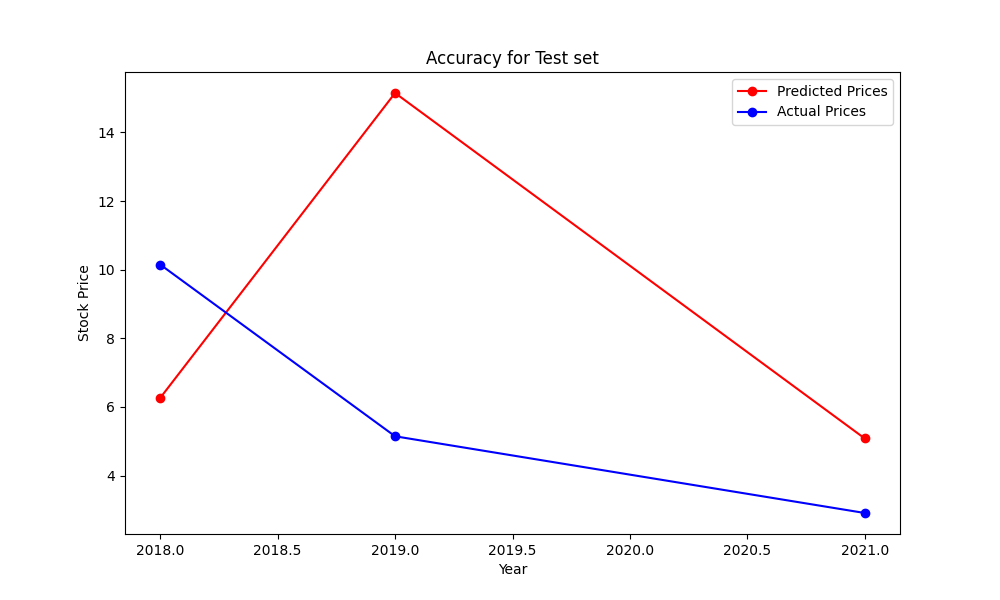 Accuracy for Test set
Predicted Prices
Actual Prices
14
12
10
8
6
4
Stock Price
2018.0 2018.5 2019.0 2019.5 2020.0 2020.5 2021.0
Year